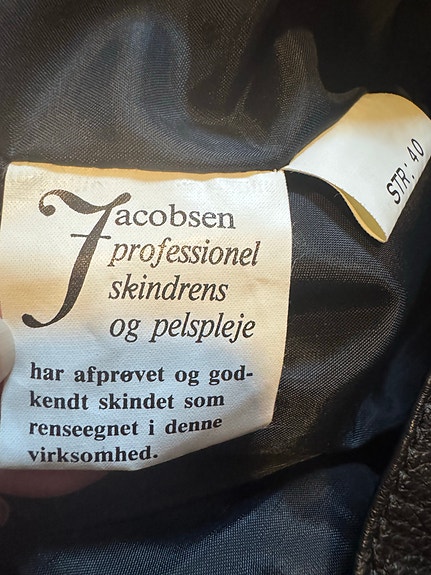 Jacobsen
professionel
skindrens
og pelspleje
har afprøvet og god-
kendt skindet som
renseegnet i denne
virksomhed.
STR: 40